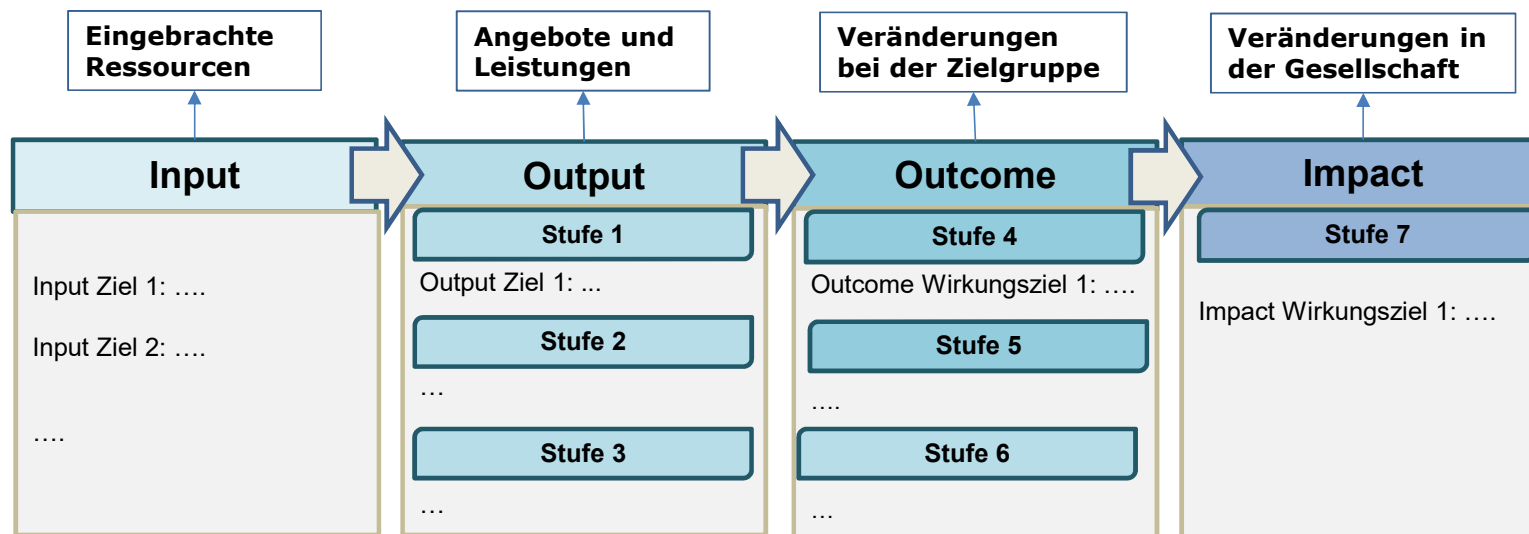 Eingebrachte
Ressourcen
Angebote und
Leistungen
Veränderungen
bei der Zielgruppe
Veränderungen in
der Gesellschaft
Input
Output
Outcome
Impact
Input Ziel 1: ….
Input Ziel 2: ….
….
Stufe 1
Output Ziel 1: ...
Stufe 2
…
Stufe 3
…
Stufe 4
Outcome Wirkungsziel 1: ….
Stufe 5
….
Stufe 6
…
Stufe 7
Impact Wirkungsziel 1: ….